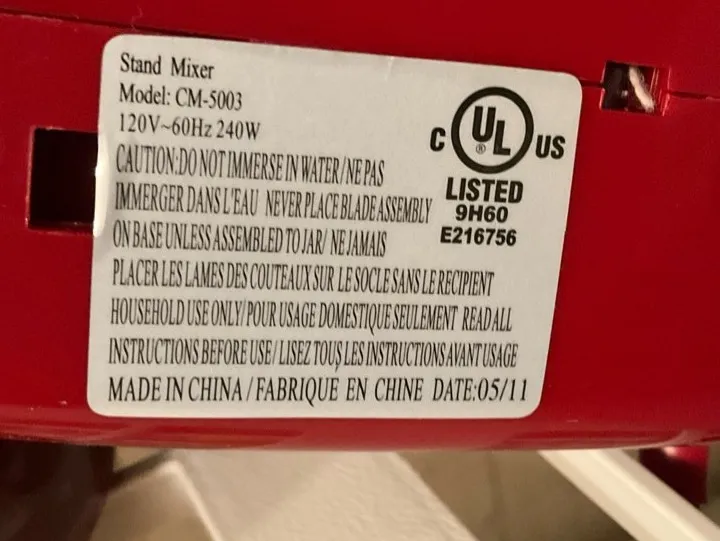 Stand Mixer
Model: CM-5003
120V~60Hz 240W
CAUTION:DO NOT IMMERSE IN WATER/NE PAS
IMMERGER DANS L'EAU NEVER PLACE BLADE ASSEMBLY
ON BASE UNLESS ASSEMBLED TO JAR/ NE JAMAIS
PLACER LES LAMES DES COUTEAUX SUR LE SOCLE SANS LE RECIPIENT
HOUSEHOLD USE ONLY/POUR USAGE DOMESTIQUE SEULEMENT READ ALL
INSTRUCTIONS BEFORE USE/LISEZ TOUS LES INSTRUCTIONS AVANT USAGE
MADE IN CHINA/FABRIQUE EN CHINE DATE:05/11
C UL ® US
LISTED
9H60
E216756